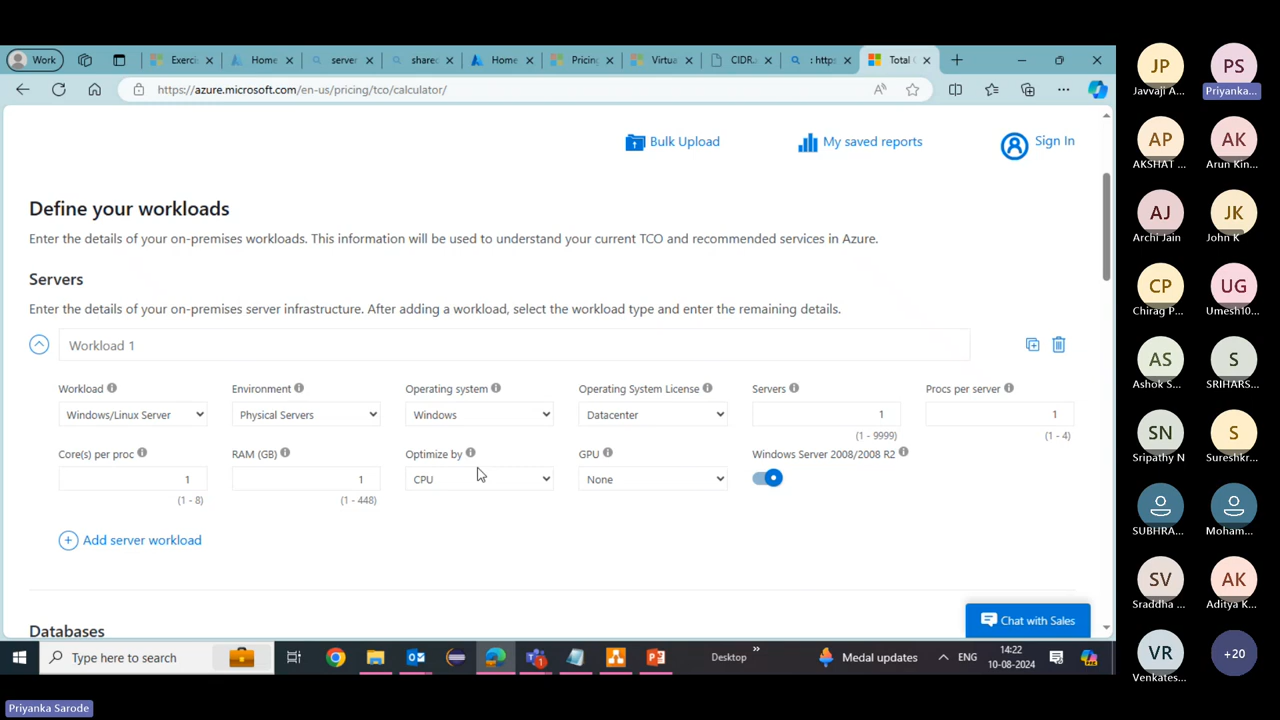 Work
Exerci
Home
server
share:
Home
Pricing
Virtua
CIDR.
: http:
Total (
https://azure.microsoft.com/en-us/pricing/tco/calculator/
Bulk Upload
My saved reports
Sign In
Define your workloads
Enter the details of your on-premises workloads. This information will be used to understand your current TCO and recommended services in Azure.
Servers
Enter the details of your on-premises server infrastructure. After adding a workload, select the workload type and enter the remaining details.
Workload 1
Workload
Environment
Operating system
Operating System License
Servers
Procs per server
Windows/Linux Server
Physical Servers
Windows
Datacenter
1
1
(1 - 9999)
(1 - 4)
Core(s) per proc
RAM (GB)
Optimize by
GPU
Windows Server 2008/2008 R2
1
1
CPU
None
(1 - 8)
(1 - 448)
Add server workload
Databases
Chat with Sales
Type here to search
Desktop
Medal updates
ENG
14:22
10-08-2024
Priyanka Sarode
JP
Javvaji A...
PS
Priyanka...
AP
AKSHAT ...
AK
Arun Kin...
AJ
Archi Jain
JK
John K
CP
Chirag P...
UG
Umesh10...
AS
Ashok S...
S
SRIHARS...
SN
Sripathy N
S
Sureshkr...
SUBHRA...
Moham...
SV
Sraddha ...
AK
Aditya K...
VR
Venkates...
+20